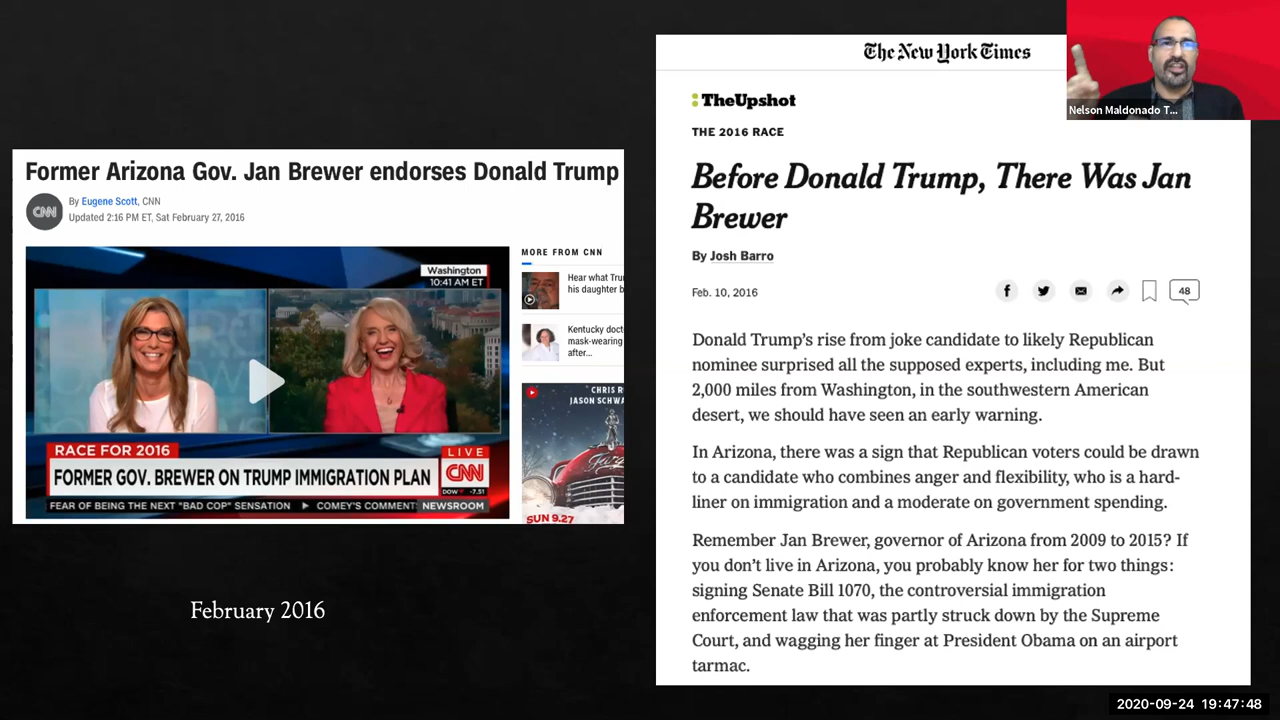 Former Arizona Gov. Jan Brewer endorses Donald Trump
CNN
By Eugene Scott, CNN
Updated 2:16 PM ET, Sat February 27, 2016
Washington
10:41 AM ET
RACE FOR 2016
FORMER GOV. BREWER ON TRUMP IMMIGRATION PLAN
LIVE
CNN
DOW -7.51
FEAR OF BEING THE NEXT "BAD COP" SENSATION
COMEY'S COMMENT
NEWSROOM
MORE FROM CNN
Hear what Tru
his daughter b
Kentucky doct
mask-wearing
after...
CHRIS R
JASON SCHWA
SUN 9.27
February 2016
The New York Times
TheUpshot
THE 2016 RACE
Before Donald Trump, There Was Jan
Brewer
By Josh Barro
Feb. 10, 2016
48
Donald Trump's rise from joke candidate to likely Republican
nominee surprised all the supposed experts, including me. But
2,000 miles from Washington, in the southwestern American
desert, we should have seen an early warning.
In Arizona, there was a sign that Republican voters could be drawn
to a candidate who combines anger and flexibility, who is a hard-
liner on immigration and a moderate on government spending.
Remember Jan Brewer, governor of Arizona from 2009 to 2015? If
you don't live in Arizona, you probably know her for two things:
signing Senate Bill 1070, the controversial immigration
enforcement law that was partly struck down by the Supreme
Court, and wagging her finger at President Obama on an airport
tarmac.
Nelson Maldonado T...
2020-09-24 19:47:48